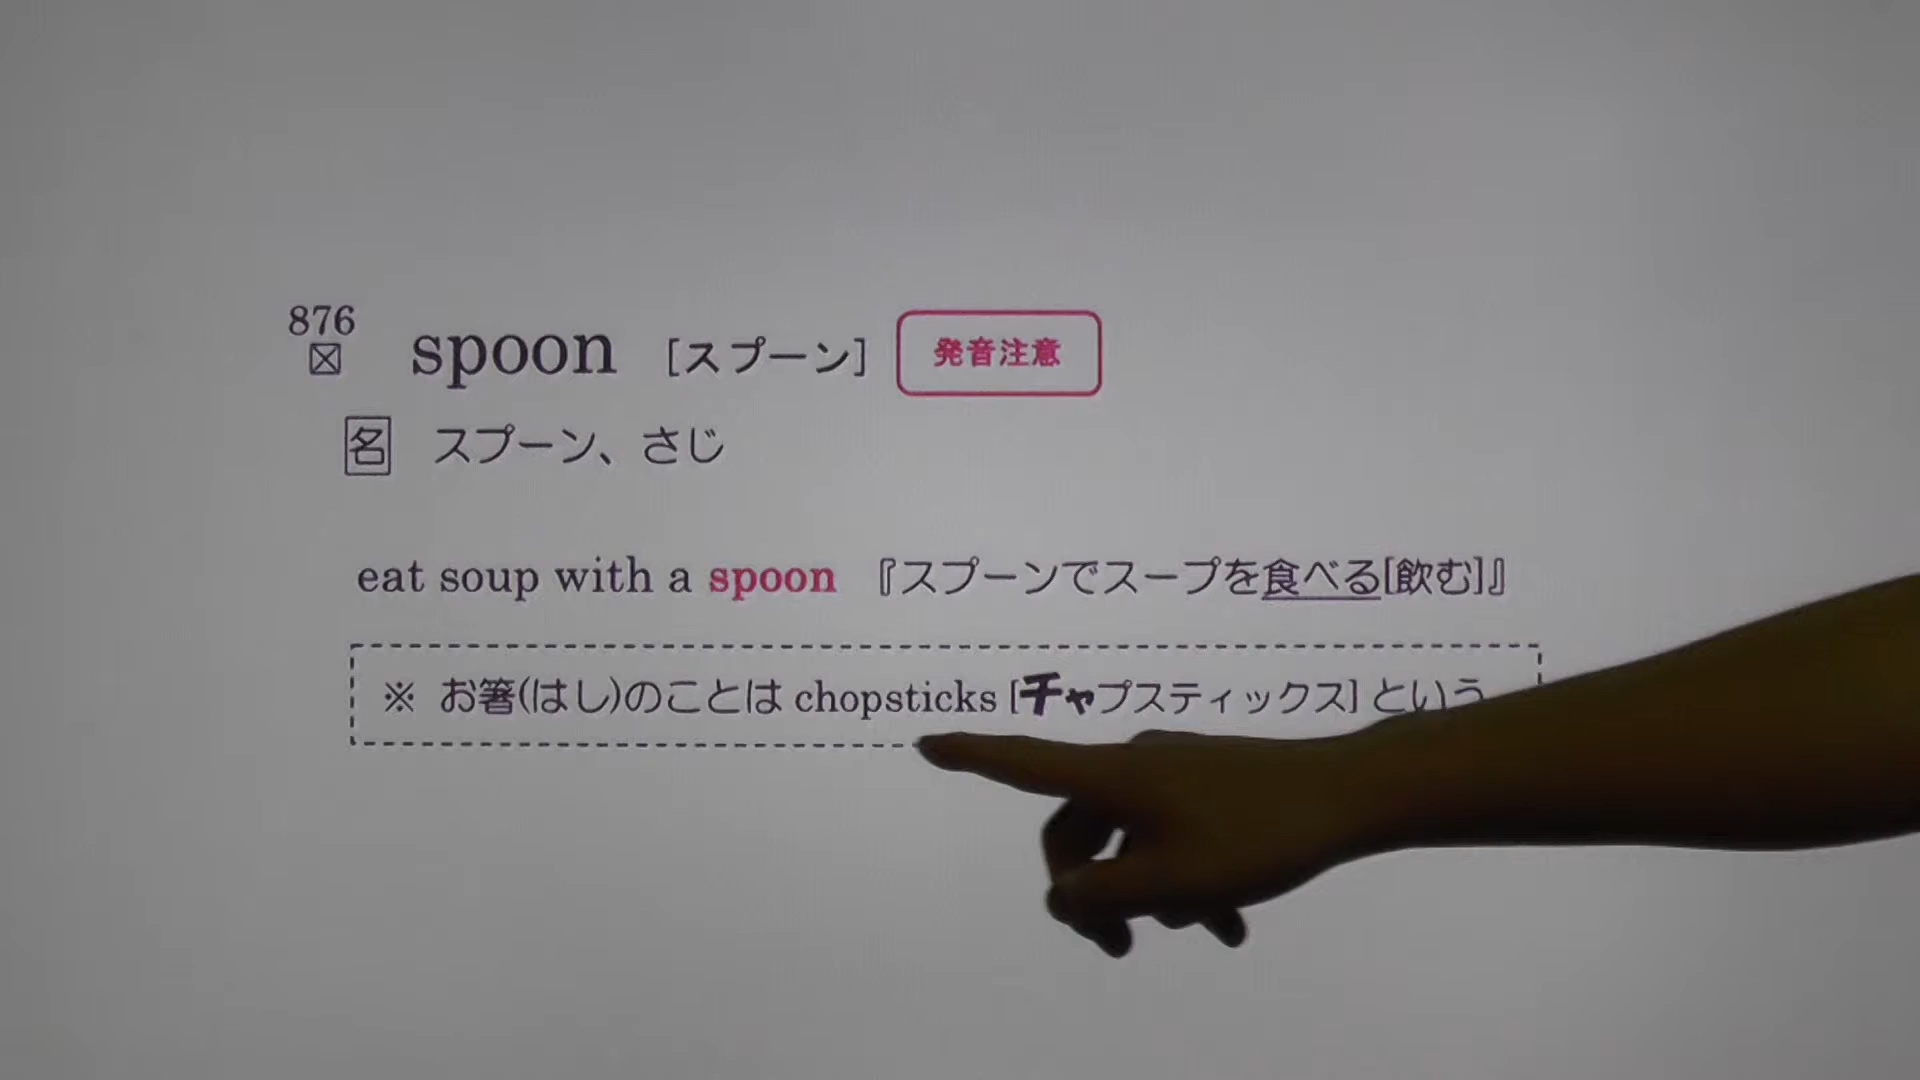 876
spoon [スプーン] 発音注意
名 スプーン、さじ
eat soup with a spoon 『スプーンでスープを食べる[飲む]』
※ お箸(はし)のことは chopsticks [チャプスティックス] という